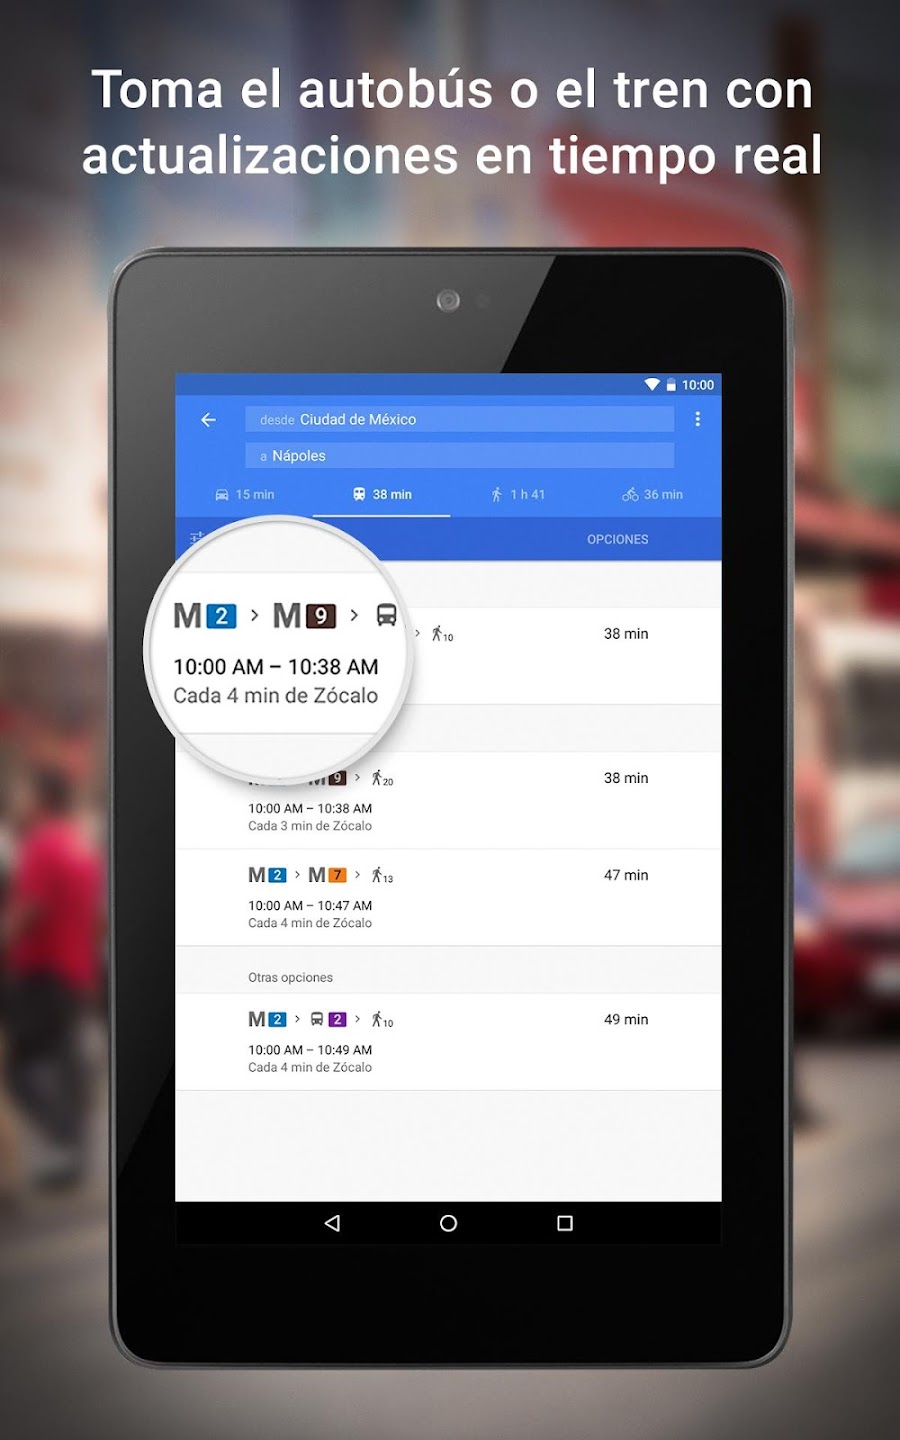 Toma el autobús o el tren con
actualizaciones en tiempo real
10:00
desde Ciudad de México
a Nápoles
15 min 38 min 1 h 41 36 min
OPCIONES
M 2 > M 9 >
10:00 AM – 10:38 AM
Cada 4 min de Zócalo
> 10 38 min
9 > 20 38 min
10:00 AM – 10:38 AM
Cada 3 min de Zócalo
M 2 > M 7 > 13 47 min
10:00 AM – 10:47 AM
Cada 4 min de Zócalo
Otras opciones
M 2 > 2 > 10 49 min
10:00 AM – 10:49 AM
Cada 4 min de Zócalo